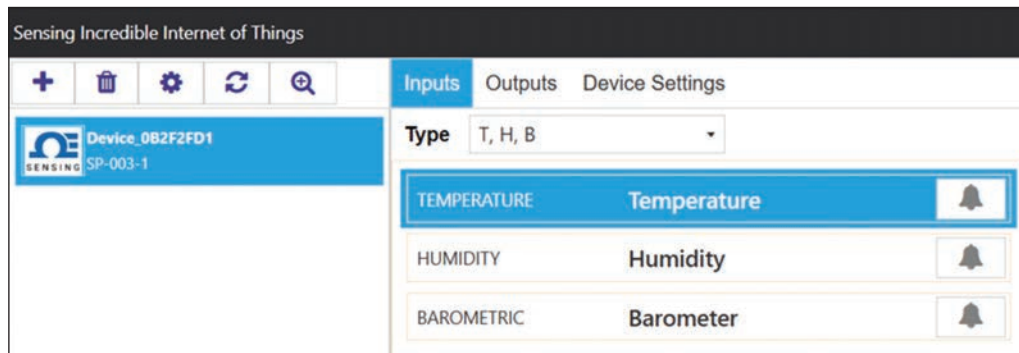 Sensing Incredible Internet of Things
Inputs Outputs Device Settings
Device_0B2F2FD1
SP-003-1
SENSING
Type T, H, B
TEMPERATURE Temperature
HUMIDITY Humidity
BAROMETRIC Barometer